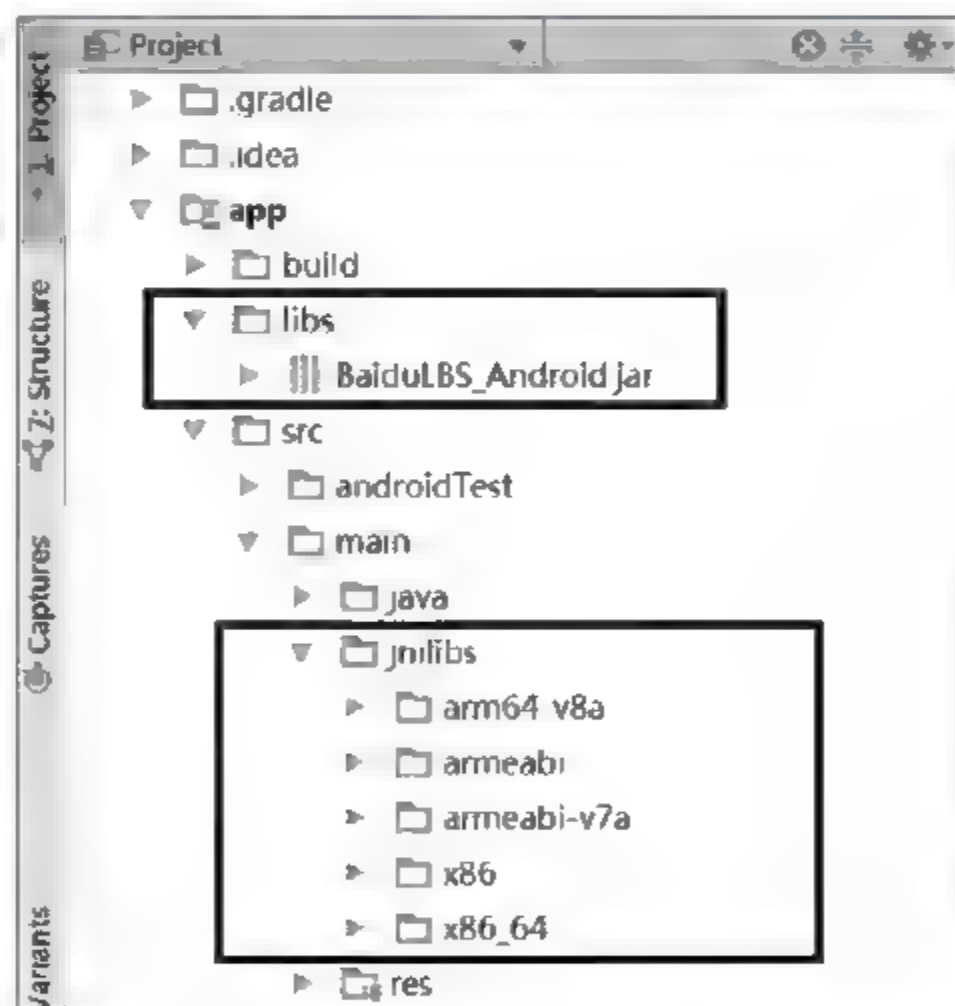 Project
1: Project
.gradle
.idea
app
build
libs
BaiduLBS_Android.jar
7: Structure
src
androidTest
main
Captures
java
jnilibs
arm64-v8a
armeabi
armeabi-v7a
x86
x86_64
Variants
res